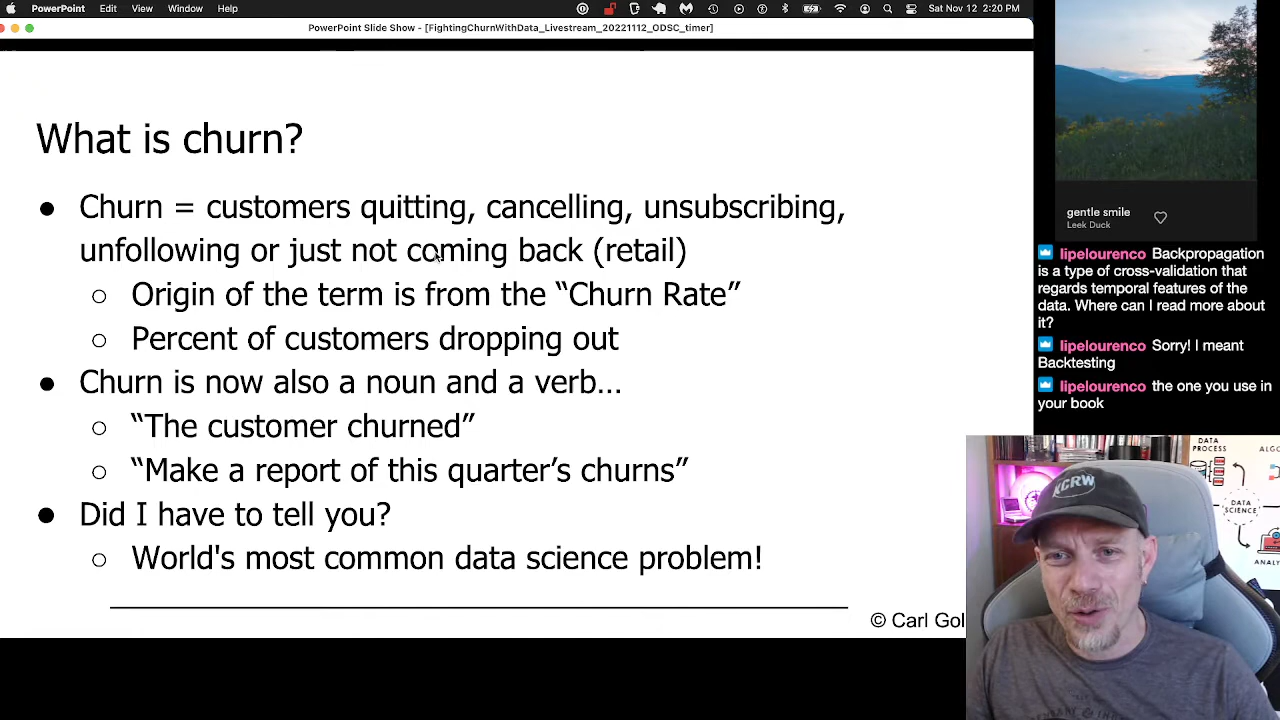 PowerPoint Edit View Window Help
Sat Nov 12 2:20 PM
PowerPoint Slide Show - [FightingChurnWithData_Livestream_20221112_ODSC_timer]
What is churn?
● Churn = customers quitting, cancelling, unsubscribing,
unfollowing or just not coming back (retail)
○ Origin of the term is from the “Churn Rate”
○ Percent of customers dropping out
● Churn is now also a noun and a verb…
○ “The customer churned”
○ “Make a report of this quarter’s churns”
● Did I have to tell you?
○ World's most common data science problem!
© Carl Gol
gentle smile
Leek Duck
lipelourenco Backpropagation
is a type of cross-validation that
regards temporal features of the
data. Where can I read more about
it?
lipelourenco Sorry! I meant
Backtesting
lipelourenco the one you use in
your book
DATA
PROCESS
ALGO
DATA
SCIENCE
ANALY
KCRW